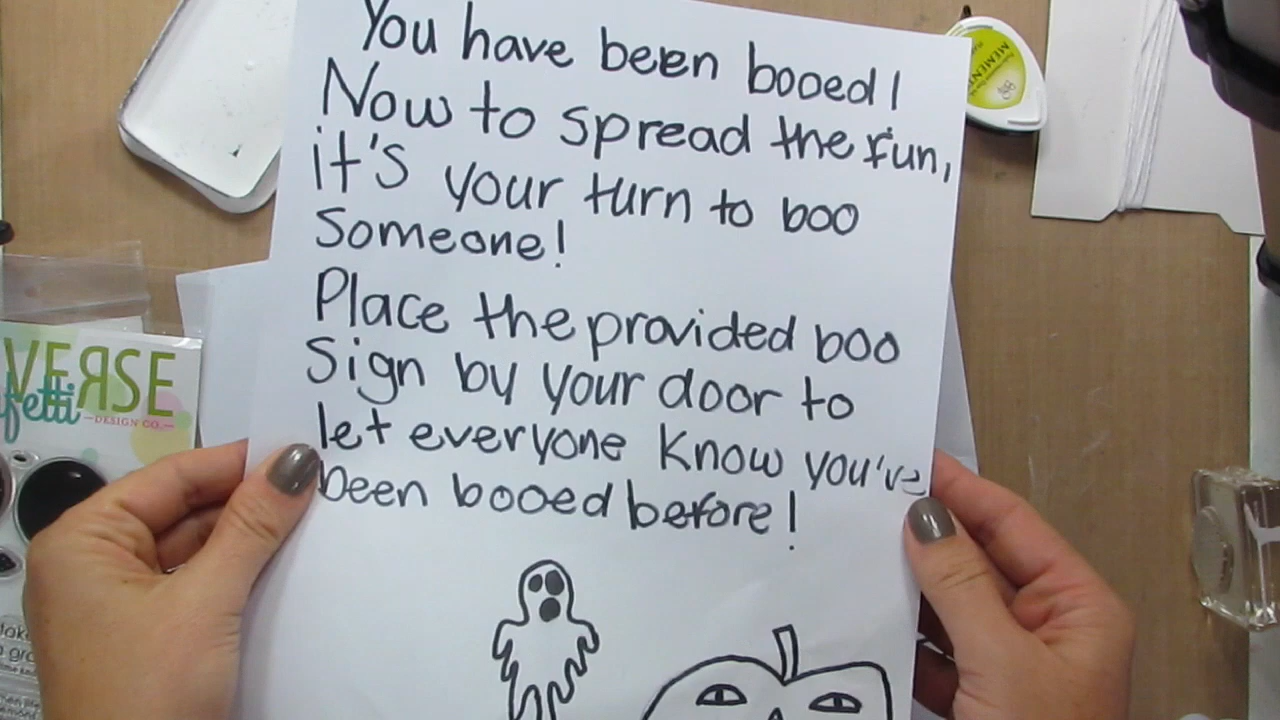 You have been booed!
Now to spread the fun,
it's your turn to boo
someone!
Place the provided boo
Sign by your door to
let everyone know you've
been booed before!
MEMENTO
VERSE
fetti
DESIGN CO.